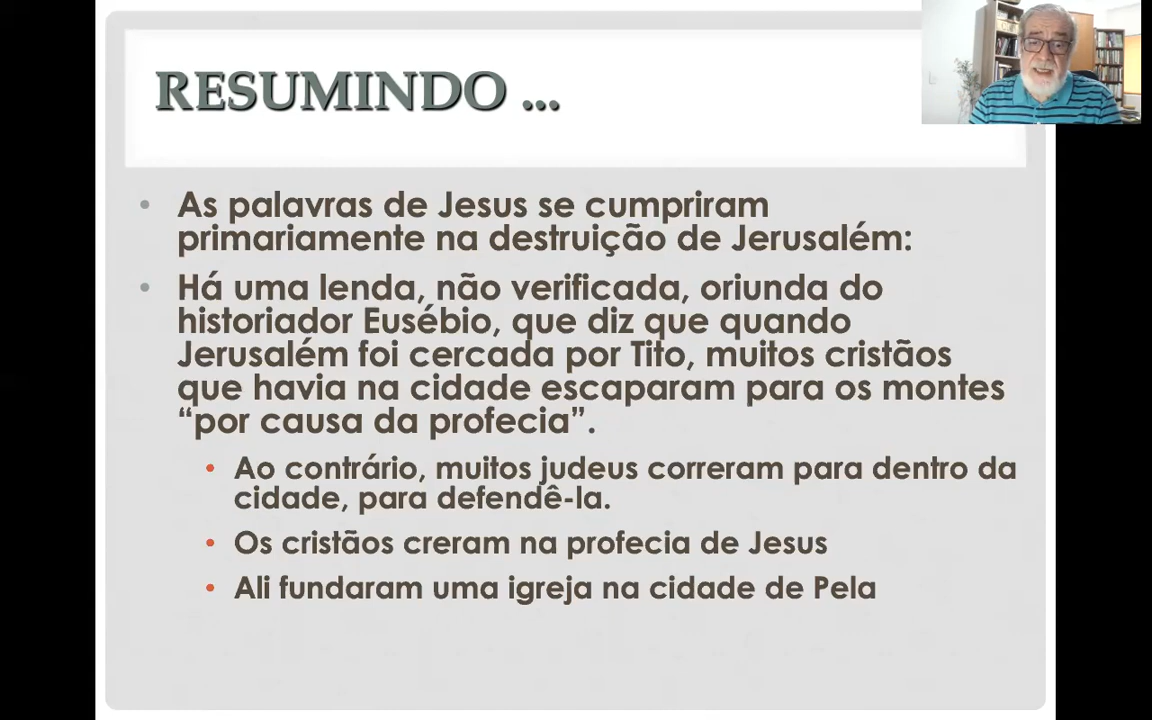 RESUMINDO ...
• As palavras de Jesus se cumpriram
primariamente na destruição de Jerusalém:
• Há uma lenda, não verificada, oriunda do
historiador Eusébio, que diz que quando
Jerusalém foi cercada por Tito, muitos cristãos
que havia na cidade escaparam para os montes
“por causa da profecia”.
• Ao contrário, muitos judeus correram para dentro da
cidade, para defendê-la.
• Os cristãos creram na profecia de Jesus
• Ali fundaram uma igreja na cidade de Pela